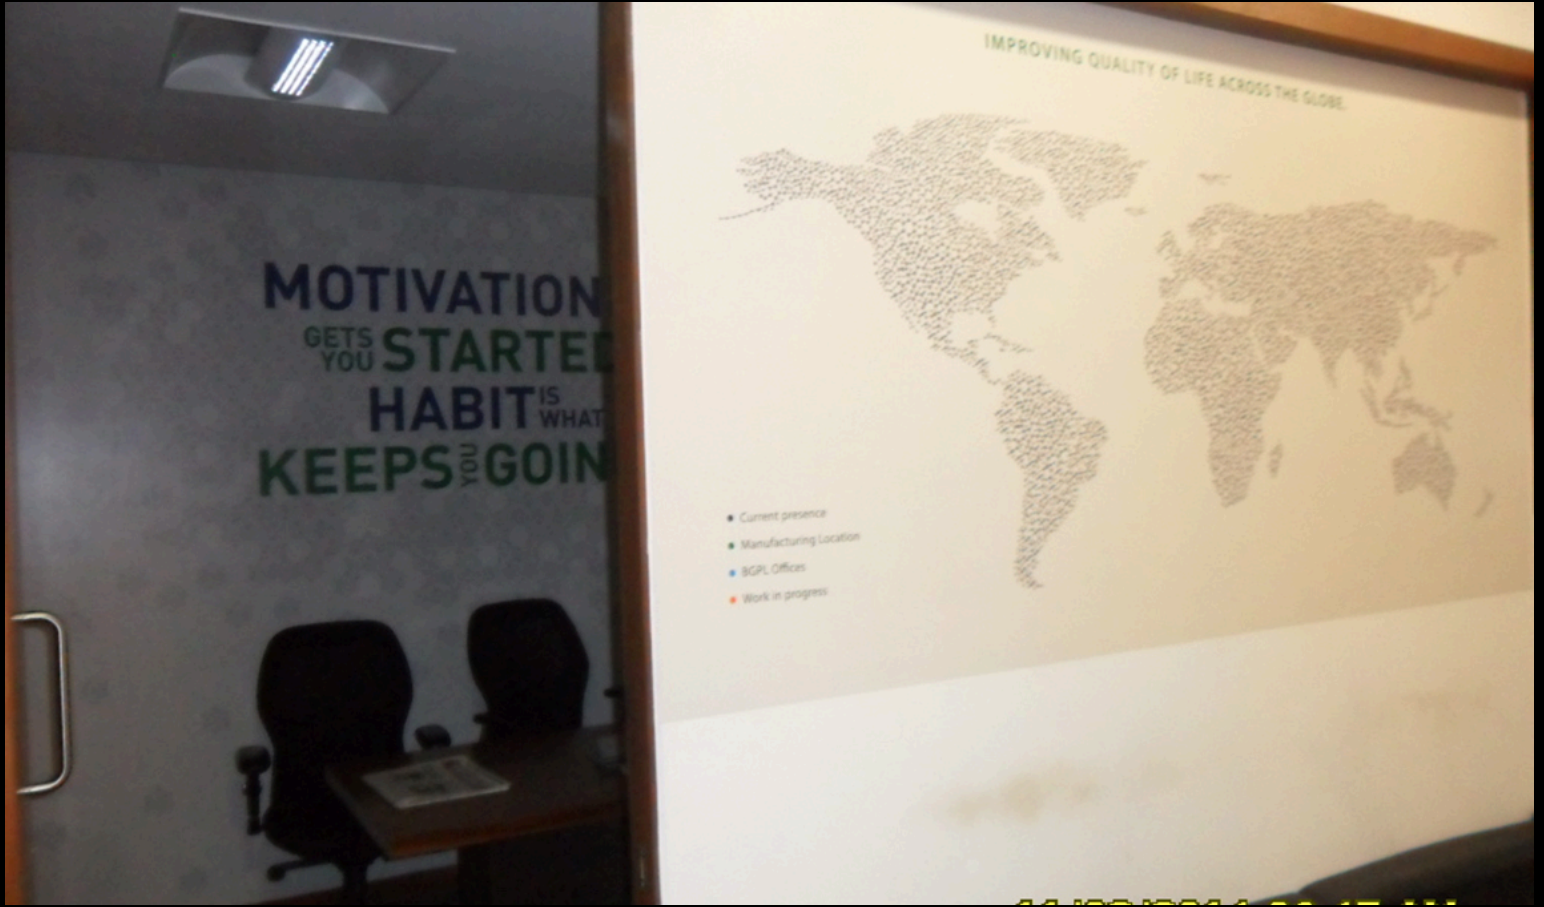 MOTIVATION
GETS
YOU STARTED
HABIT IS
WHAT
KEEPS YOU GOIN
IMPROVING QUALITY OF LIFE ACROSS THE GLOBE.
Current presence
Manufacturing Location
BGPL Offices
Work in progress